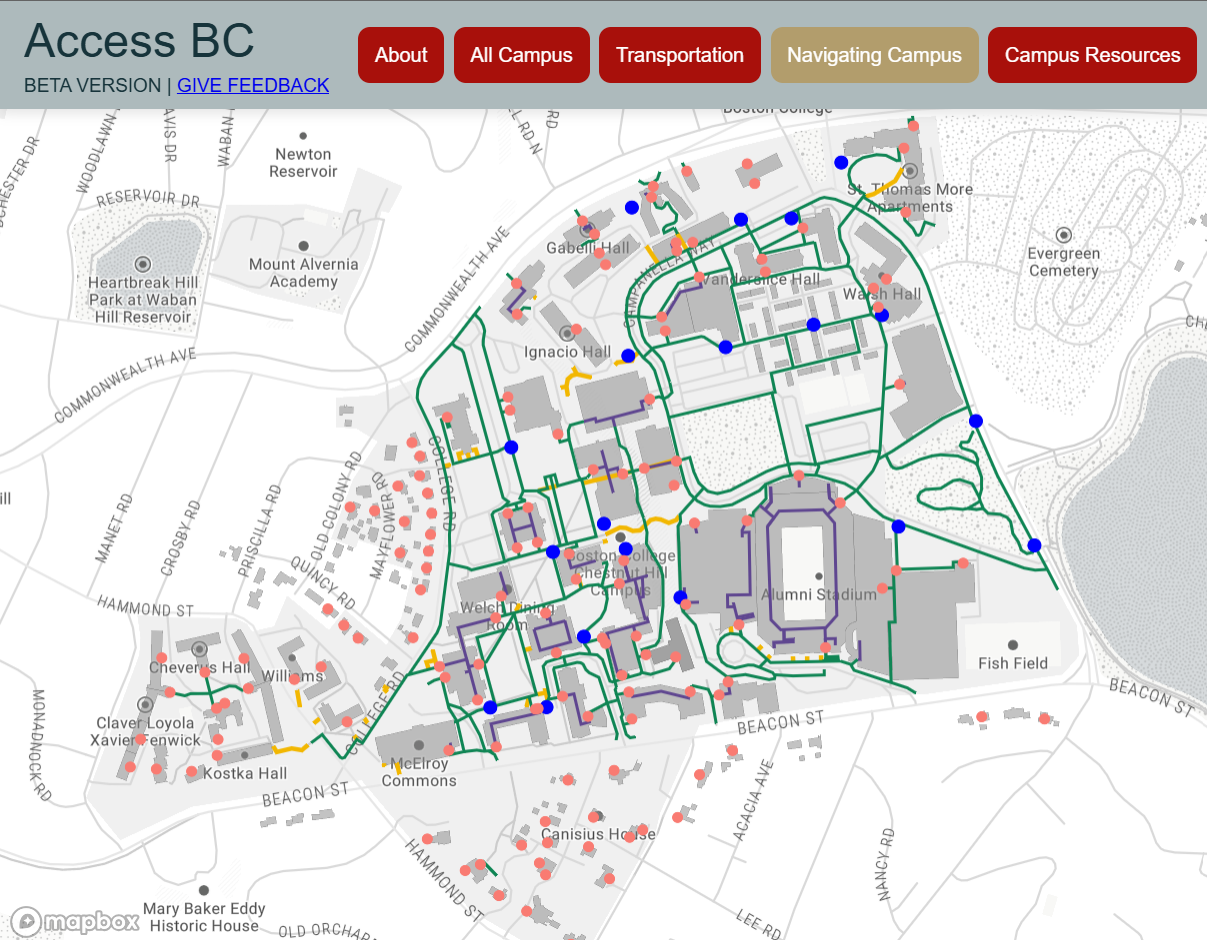 Access BC
BETA VERSION | GIVE FEEDBACK
About
All Campus
Transportation
Navigating Campus
Campus Resources
Boston College
WOODLAWN
AVIS DR
WABAN
RD N
RD
CHESTER DR
Newton
Reservoir
RESERVOIR DR
St. Thomas More
Apartments
Gabelli Hall
CAMPANELLA WAY
Mount Alvernia
Academy
Evergreen
Cemetery
Heartbreak Hill
Park at Waban
Hill Reservoir
COMMONWEALTH AVE
Vanderslice Hall
Walsh Hall
Ignacio Hall
COMMONWEALTH AVE
COLLEGE RD
OLD COLONY RD
MAYFLOWER RD
MANET RD
CROSBY RD
PRISCILLA RD
QUINCY RD
Boston College
Chestnut Hill
Campus
Alumni Stadium
HAMMOND ST
Welch Dining
Room
Cheverus Hall
Williams
Fish Field
COLLEGE RD
MONADNOCK RD
Claver Loyola
Xavier Fenwick
BEACON ST
BEACON ST
Kostka Hall
McElroy
Commons
BEACON ST
ACACIA AVE
Canisius House
HAMMOND ST
NANCY RD
Mary Baker Eddy
Historic House
LEE RD
OLD ORCHAR
mapbox